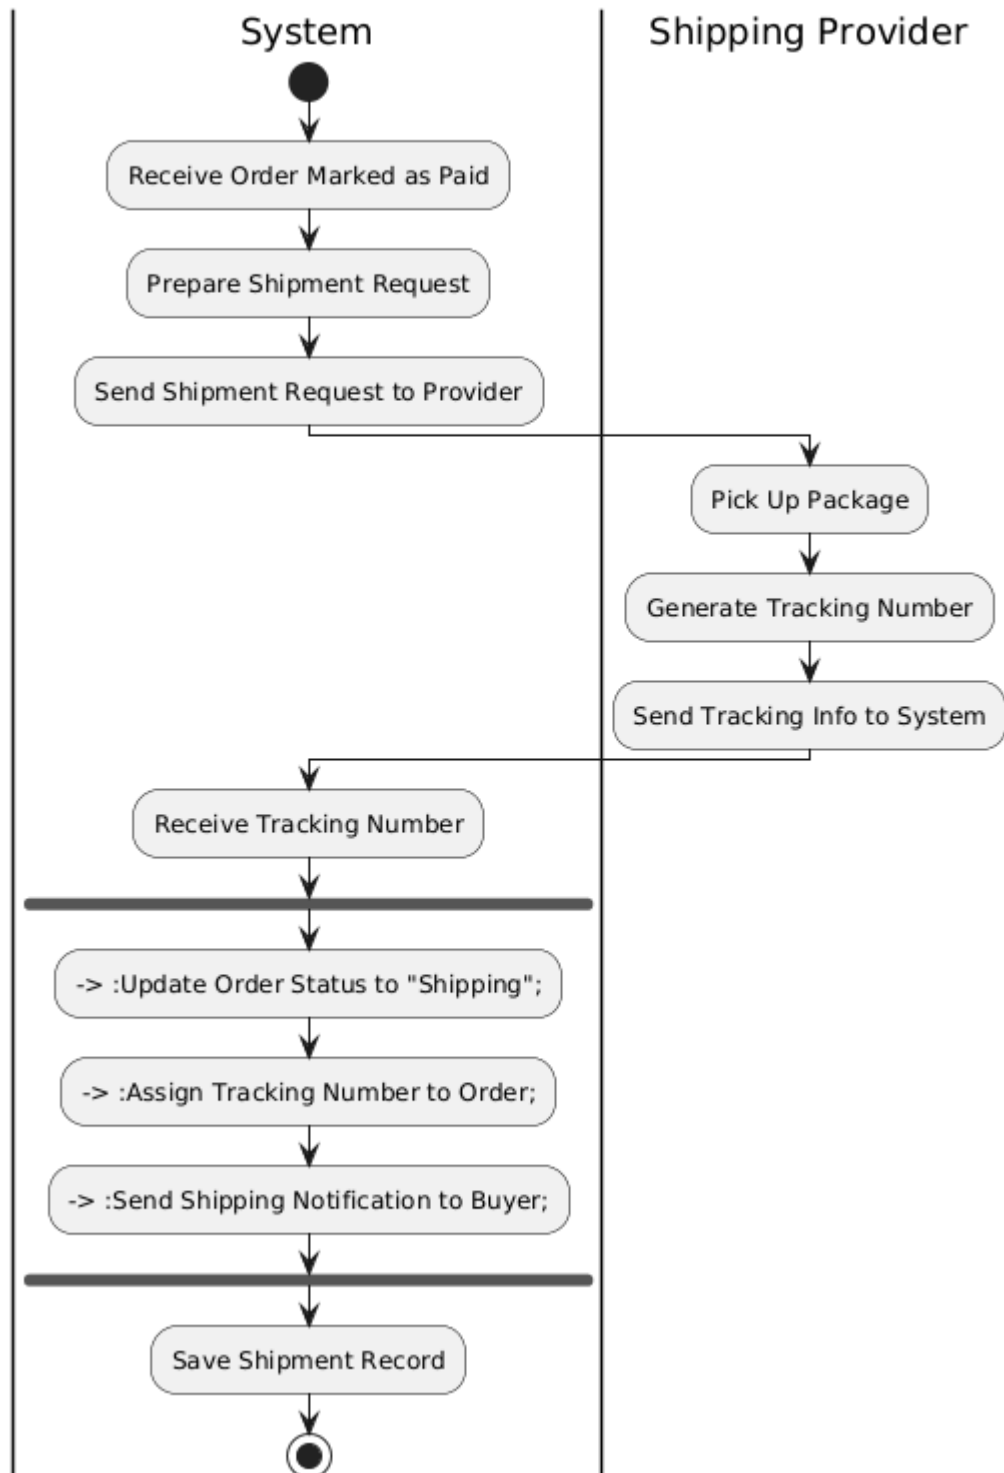 System
Shipping Provider
Receive Order Marked as Paid
Prepare Shipment Request
Send Shipment Request to Provider
Pick Up Package
Generate Tracking Number
Send Tracking Info to System
Receive Tracking Number
-> :Update Order Status to "Shipping";
-> :Assign Tracking Number to Order;
-> :Send Shipping Notification to Buyer;
Save Shipment Record